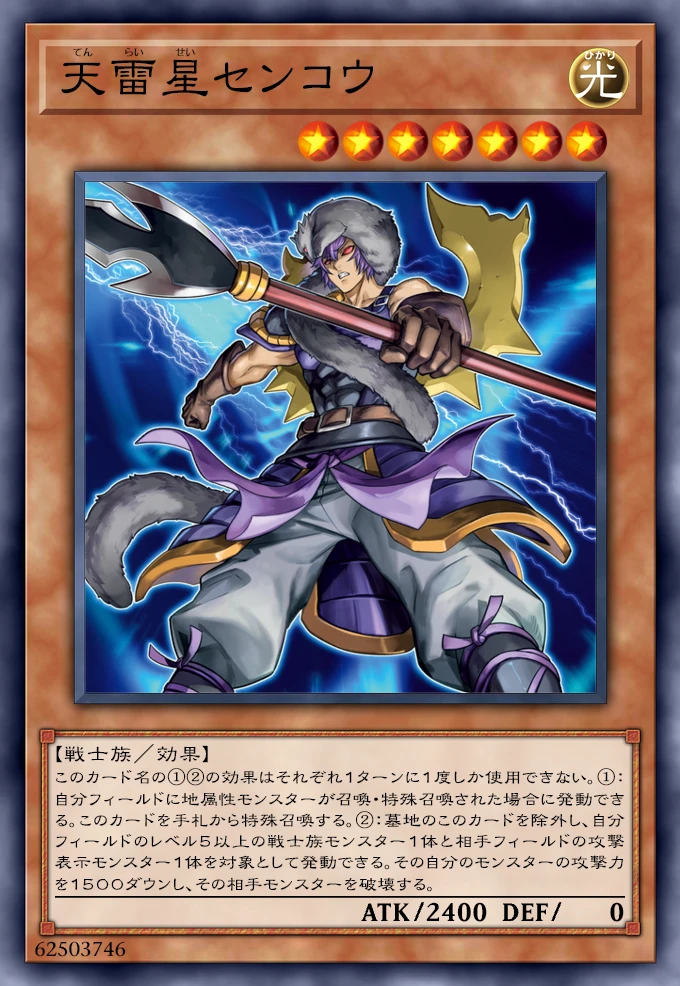 てん らい せい
天雷星センコウ
ひかり
光
【戦士族／効果】
このカード名の①②の効果はそれぞれ１ターンに１度しか使用できない。①：
自分フィールドに地属性モンスターが召喚・特殊召喚された場合に発動でき
る。このカードを手札から特殊召喚する。②：墓地のこのカードを除外し、自分
フィールドのレベル５以上の戦士族モンスター１体と相手フィールドの攻撃
表示モンスター１体を対象として発動できる。その自分のモンスターの攻撃力
を１５００ダウンし、その相手モンスターを破壊する。
ATK/2400 DEF/ 0
62503746